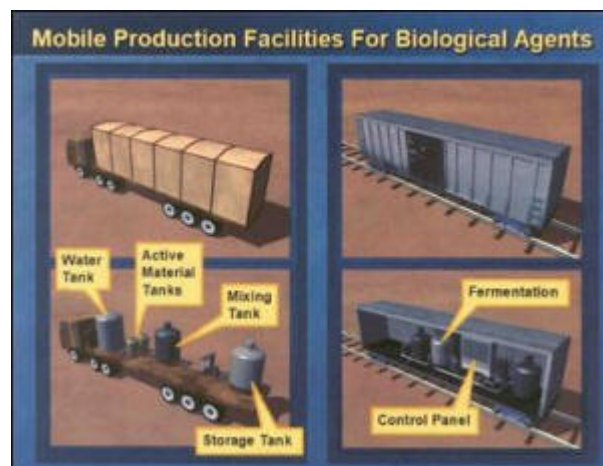 Mobile Production Facilities For Biological Agents
Water
Tank
Active
Material
Tanks
Mixing
Tank
Storage Tank
Fermentation
Control Panel